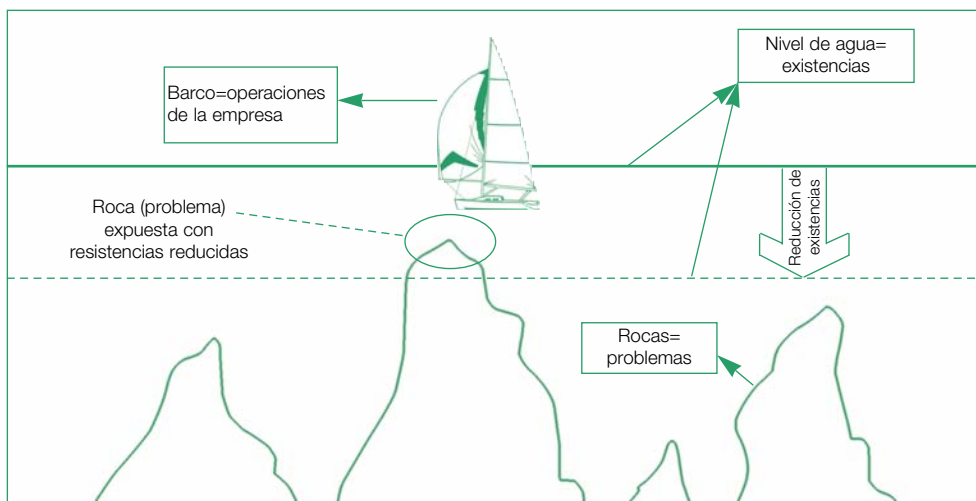 Nivel de agua=
existencias
Barco=operaciones
de la empresa
Roca (problema)
expuesta con
resistencias reducidas
Reducción de
existencias
Rocas=
problemas